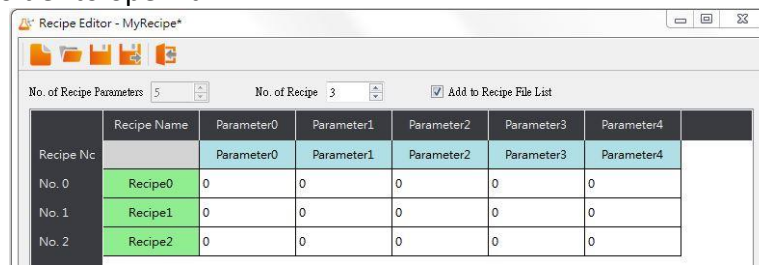 Recipe Editor - MyRecipe*
No. of Recipe Parameters 5 No. of Recipe 3 Add to Recipe File List
Recipe Name Parameter0 Parameter1 Parameter2 Parameter3 Parameter4
Recipe Nc Parameter0 Parameter1 Parameter2 Parameter3 Parameter4
No. 0 Recipe0 0 0 0 0 0
No. 1 Recipe1 0 0 0 0 0
No. 2 Recipe2 0 0 0 0 0